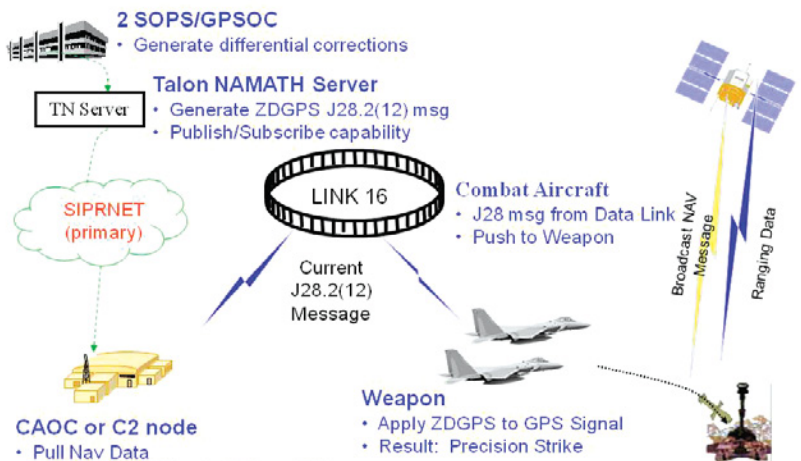 2 SOPS/GPSOC
• Generate differential corrections
Talon NAMATH Server
TN Server
• Generate ZDGPS J28.2(12) msg
• Publish/Subscribe capability
SIPRNET
(primary)
LINK 16
Combat Aircraft
• J28 msg from Data Link
• Push to Weapon
Broadcast NAV
Message
Ranging Data
Current
J28.2(12)
Message
CAOC or C2 node
• Pull Nav Data
Weapon
• Apply ZDGPS to GPS Signal
• Result: Precision Strike